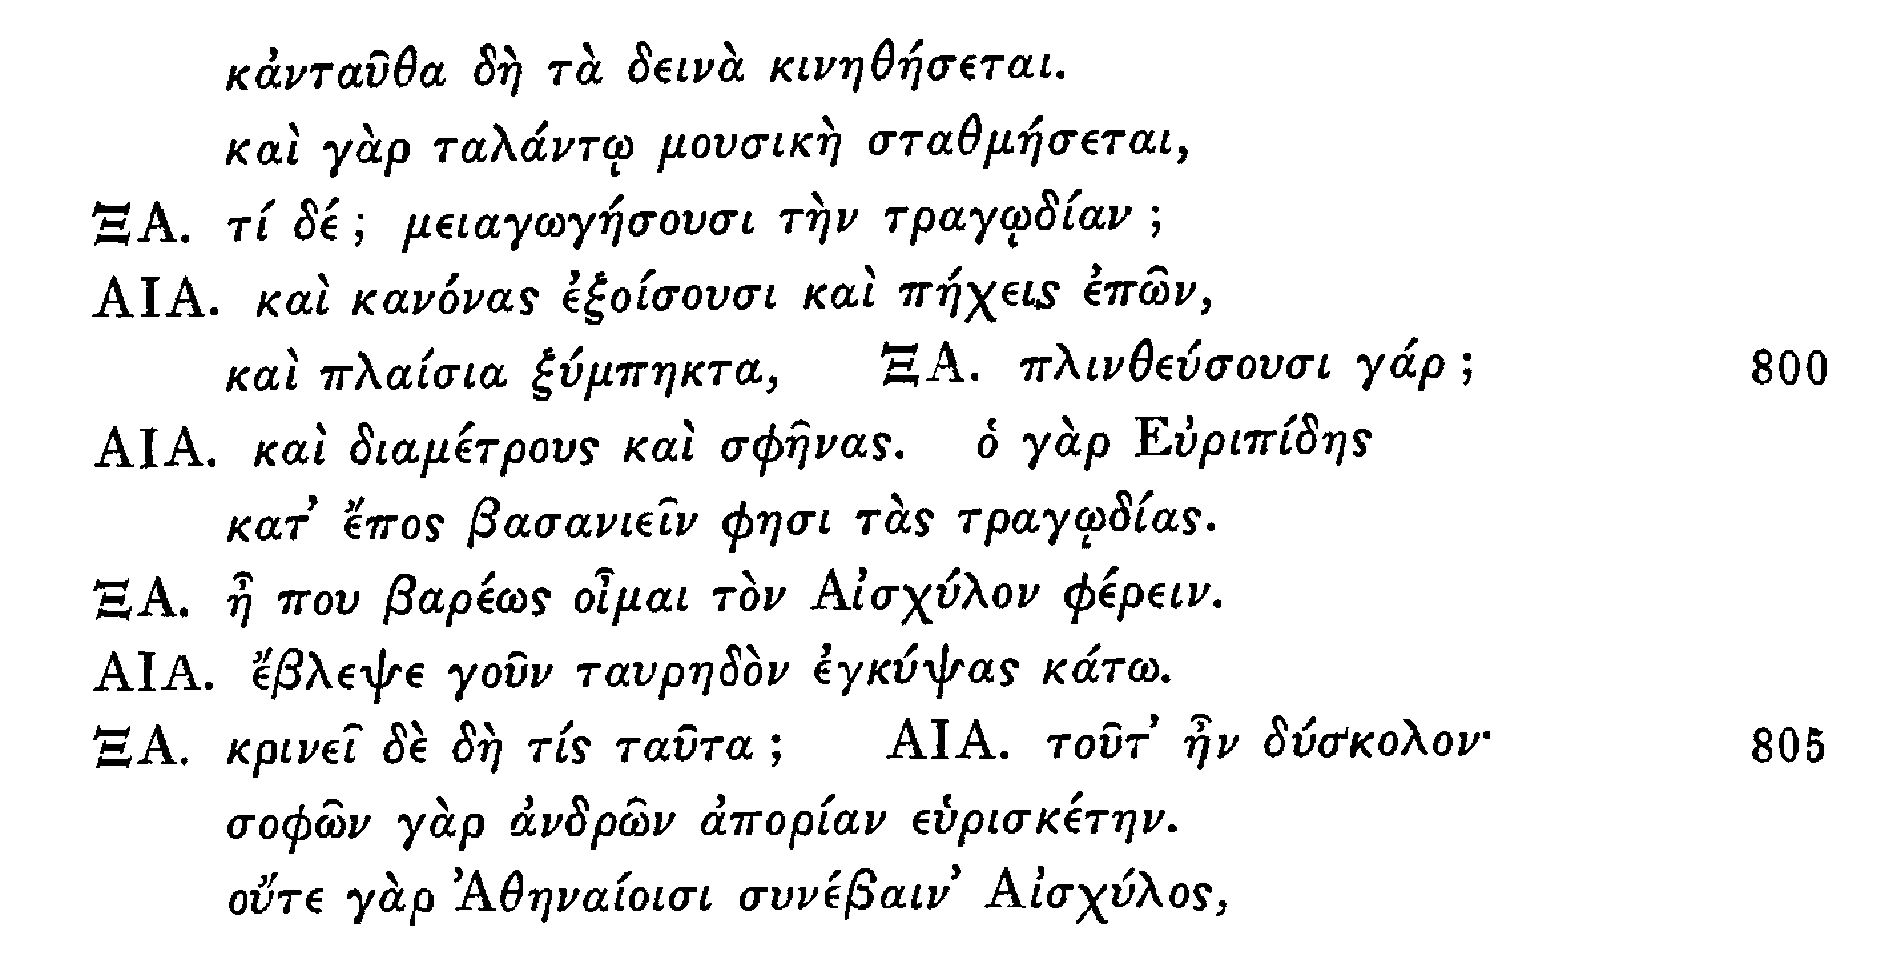 κἀνταῦθα δὴ τὰ δεινὰ κινηθήσεται.
καὶ γὰρ ταλάντῳ μουσικὴ σταθμήσεται,
ΞΑ. τί δέ; μειαγωγήσουσι τὴν τραγῳδίαν;
ΑΙΑ. καὶ κανόνας ἐξοίσουσι καὶ πήχεις ἐπῶν,
καὶ πλαίσια ξύμπηκτα, ΞΑ. πλινθεύσουσι γάρ; 800
ΑΙΑ. καὶ διαμέτρους καὶ σφῆνας. ὁ γὰρ Εὐριπίδης
κατ’ ἔπος βασανιεῖν φησι τὰς τραγῳδίας.
ΞΑ. ἦ που βαρέως οἶμαι τὸν Αἰσχύλον φέρειν.
ΑΙΑ. ἔβλεψε γοῦν ταυρηδὸν ἐγκύψας κάτω.
ΞΑ. κρινεῖ δὲ δὴ τίς ταῦτα; ΑΙΑ. τοῦτ’ ἦν δύσκολον· 805
σοφῶν γὰρ ἀνδρῶν ἀπορίαν εὑρισκέτην.
οὔτε γὰρ Ἀθηναίοισι συνέβαιν’ Αἰσχύλος,